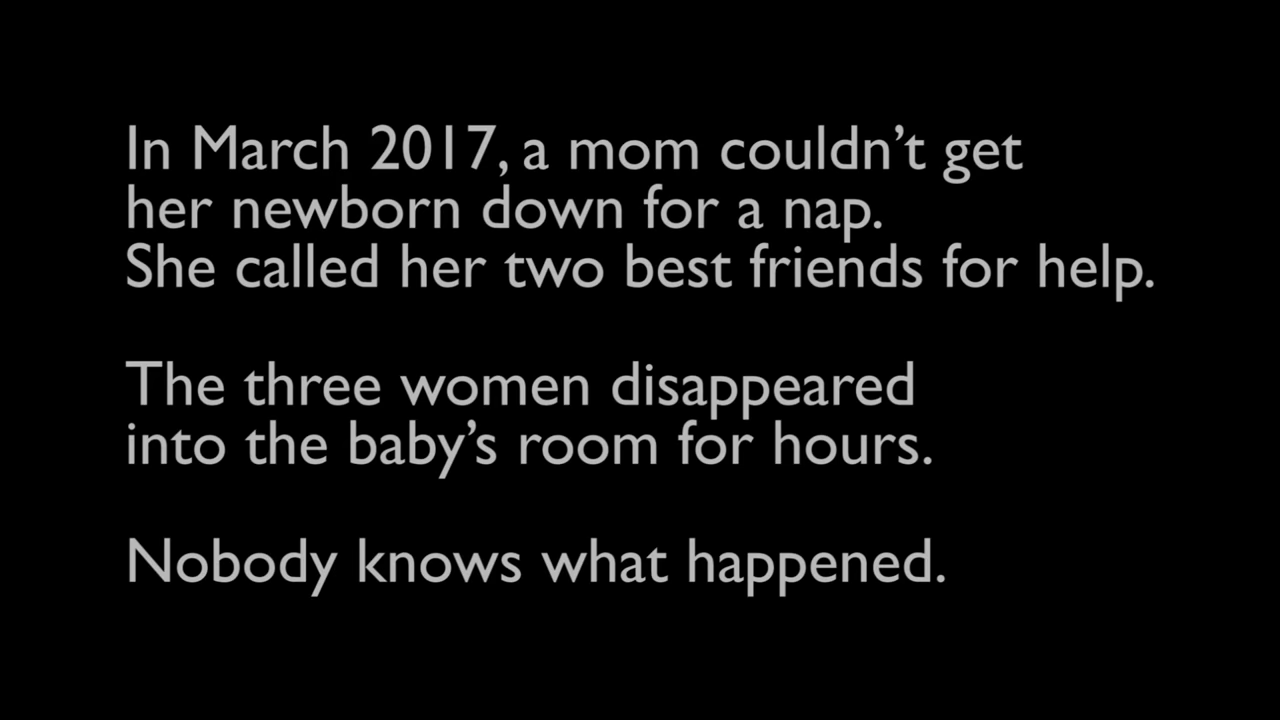 In March 2017, a mom couldn’t get
her newborn down for a nap.
She called her two best friends for help.
The three women disappeared
into the baby’s room for hours.
Nobody knows what happened.